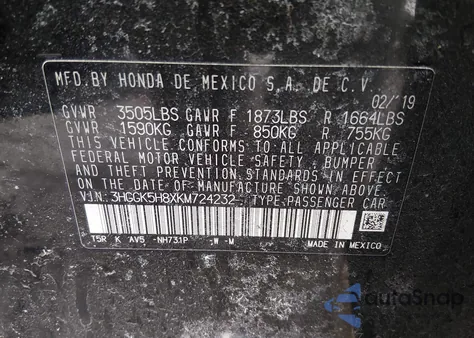 MFD. BY HONDA DE MEXICO S.A. DE C.V.
02/19
GVWR 3505LBS GAWR F 1873LBS R 1664LBS
GVWR 1590KG GAWR F 850KG R 755KG
THIS VEHICLE CONFORMS TO ALL APPLICABLE
FEDERAL MOTOR VEHICLE SAFETY, BUMPER
AND THEFT PREVENTION STANDARDS IN EFFECT
ON THE DATE OF MANUFACTURE SHOWN ABOVE.
V.I.N.: 3HGGK5H8XKM724232 TYPE:PASSENGER CAR
T5R K AV5 -NH731P -W -M MADE IN MEXICO
autoSnap